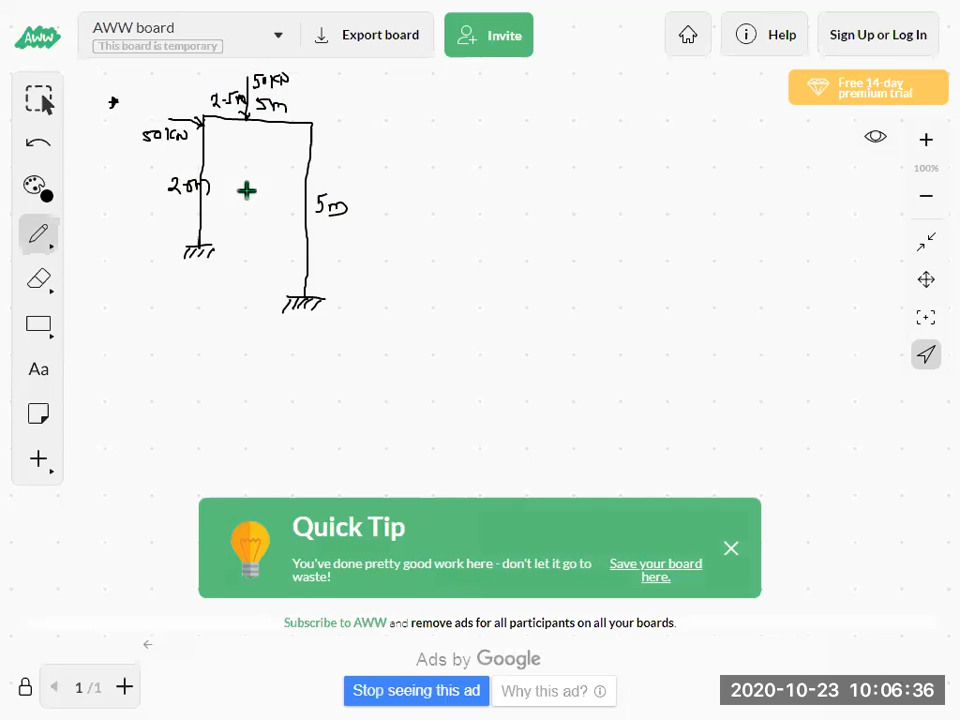 AWW
AWW board
This board is temporary
Export board
Invite
Help
Sign Up or Log In
Free 14-day
premium trial
100%
50KN
2.5m
5m
50KN
2m
5m
Aa
Quick Tip
You've done pretty good work here - don't let it go to
waste!
Save your board
here.
Subscribe to AWW and remove ads for all participants on all your boards.
Ads by Google
Stop seeing this ad
Why this ad?
1 /1
2020-10-23 10:06:36